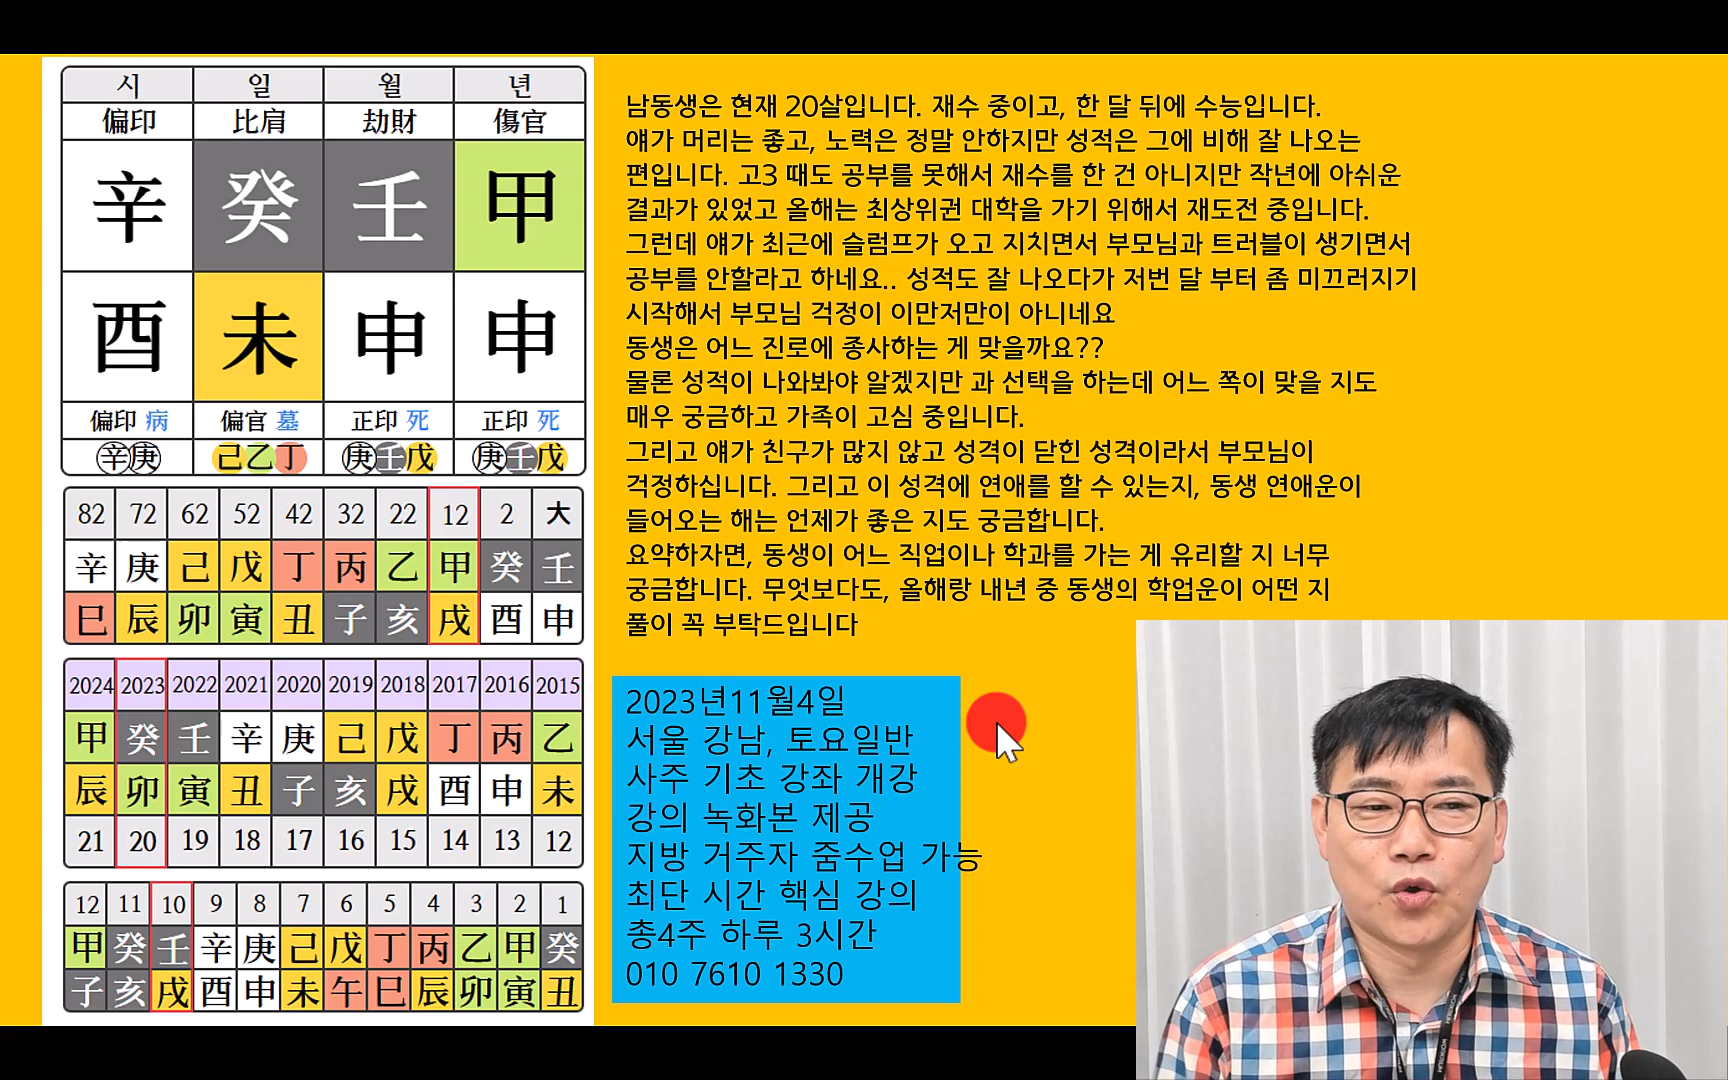 시 일 월 년
偏印 比肩 劫財 傷官
辛 癸 壬 甲
酉 未 申 申
偏印 病 偏官 墓 正印 死 正印 死
辛庚 己乙丁 庚壬戊 庚壬戊
82 72 62 52 42 32 22 12 2 大
辛 庚 己 戊 丁 丙 乙 甲 癸 壬
巳 辰 卯 寅 丑 子 亥 戌 酉 申
2024 2023 2022 2021 2020 2019 2018 2017 2016 2015
甲 癸 壬 辛 庚 己 戊 丁 丙 乙
辰 卯 寅 丑 子 亥 戌 酉 申 未
21 20 19 18 17 16 15 14 13 12
12 11 10 9 8 7 6 5 4 3 2 1
甲 癸 壬 辛 庚 己 戊 丁 丙 乙 甲 癸
子 亥 戌 酉 申 未 午 巳 辰 卯 寅 丑
남동생은 현재 20살입니다. 재수 중이고, 한 달 뒤에 수능입니다.
얘가 머리는 좋고, 노력은 정말 안하지만 성적은 그에 비해 잘 나오는
편입니다. 고3 때도 공부를 못해서 재수를 한 건 아니지만 작년에 아쉬운
결과가 있었고 올해는 최상위권 대학을 가기 위해서 재도전 중입니다.
그런데 얘가 최근에 슬럼프가 오고 지치면서 부모님과 트러블이 생기면서
공부를 안할라고 하네요.. 성적도 잘 나오다가 저번 달 부터 좀 미끄러지기
시작해서 부모님 걱정이 이만저만이 아니네요
동생은 어느 진로에 종사하는 게 맞을까요??
물론 성적이 나와봐야 알겠지만 과 선택을 하는데 어느 쪽이 맞을 지도
매우 궁금하고 가족이 고심 중입니다.
그리고 얘가 친구가 많지 않고 성격이 닫힌 성격이라서 부모님이
걱정하십니다. 그리고 이 성격에 연애를 할 수 있는지, 동생 연애운이
들어오는 해는 언제가 좋은 지도 궁금합니다.
요약하자면, 동생이 어느 직업이나 학과를 가는 게 유리할 지 너무
궁금합니다. 무엇보다도, 올해랑 내년 중 동생의 학업운이 어떤 지
풀이 꼭 부탁드입니다
2023년11월4일
서울 강남, 토요일반
사주 기초 강좌 개강
강의 녹화본 제공
지방 거주자 줌수업 가능
최단 시간 핵심 강의
총4주 하루 3시간
010 7610 1330